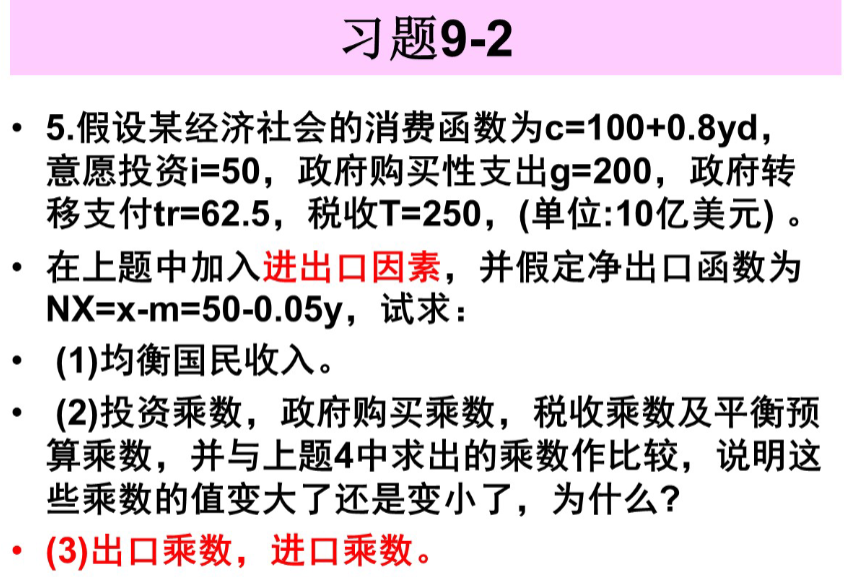 习题9-2
• 5.假设某经济社会的消费函数为c=100+0.8yd,
意愿投资i=50，政府购买性支出g=200，政府转
移支付tr=62.5，税收T=250，(单位:10亿美元) 。
• 在上题中加入进出口因素，并假定净出口函数为
NX=x-m=50-0.05y，试求：
• (1)均衡国民收入。
• (2)投资乘数，政府购买乘数，税收乘数及平衡预
算乘数，并与上题4中求出的乘数作比较，说明这
些乘数的值变大了还是变小了，为什么?
• (3)出口乘数，进口乘数。